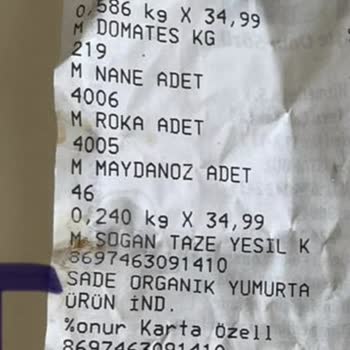 0,586 kg X 34,99
M DOMATES KG
219
M NANE ADET
4006
M ROKA ADET
4005
M MAYDANOZ ADET
46
0,240 kg X 34,99
M SOGAN TAZE YESIL K
8697463091410
SADE ORGANIK YUMURTA
ÜRÜN İND.
%onur Karta Özell
8697463091410